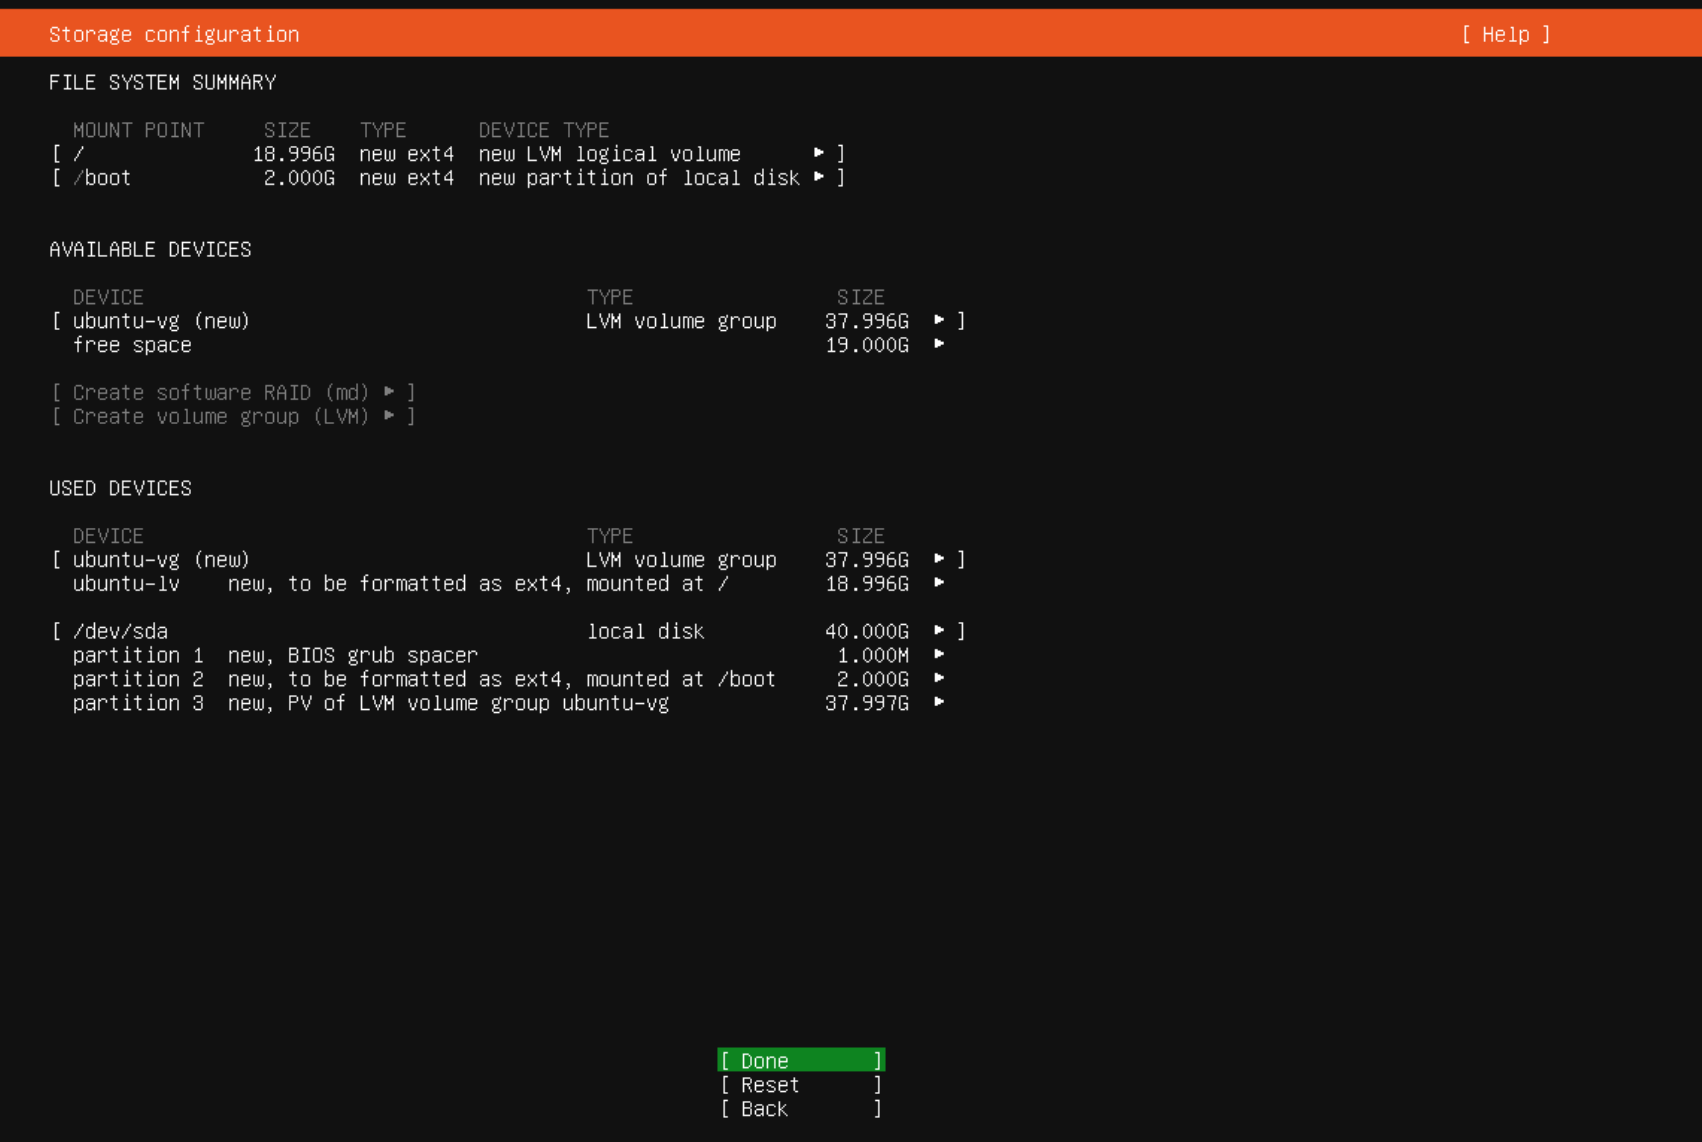 Storage configuration [ Help ]
FILE SYSTEM SUMMARY
MOUNT POINT SIZE TYPE DEVICE TYPE
[ / 18.996G new ext4 new LVM logical volume ▸ ]
[ /boot 2.000G new ext4 new partition of local disk ▸ ]
AVAILABLE DEVICES
DEVICE TYPE SIZE
[ ubuntu-vg (new) LVM volume group 37.996G ▸ ]
free space 19.000G ▸
[ Create software RAID (md) ▸ ]
[ Create volume group (LVM) ▸ ]
USED DEVICES
DEVICE TYPE SIZE
[ ubuntu-vg (new) LVM volume group 37.996G ▸ ]
ubuntu-lv new, to be formatted as ext4, mounted at / 18.996G ▸
[ /dev/sda local disk 40.000G ▸ ]
partition 1 new, BIOS grub spacer 1.000M ▸
partition 2 new, to be formatted as ext4, mounted at /boot 2.000G ▸
partition 3 new, PV of LVM volume group ubuntu-vg 37.997G ▸
[ Done ]
[ Reset ]
[ Back ]